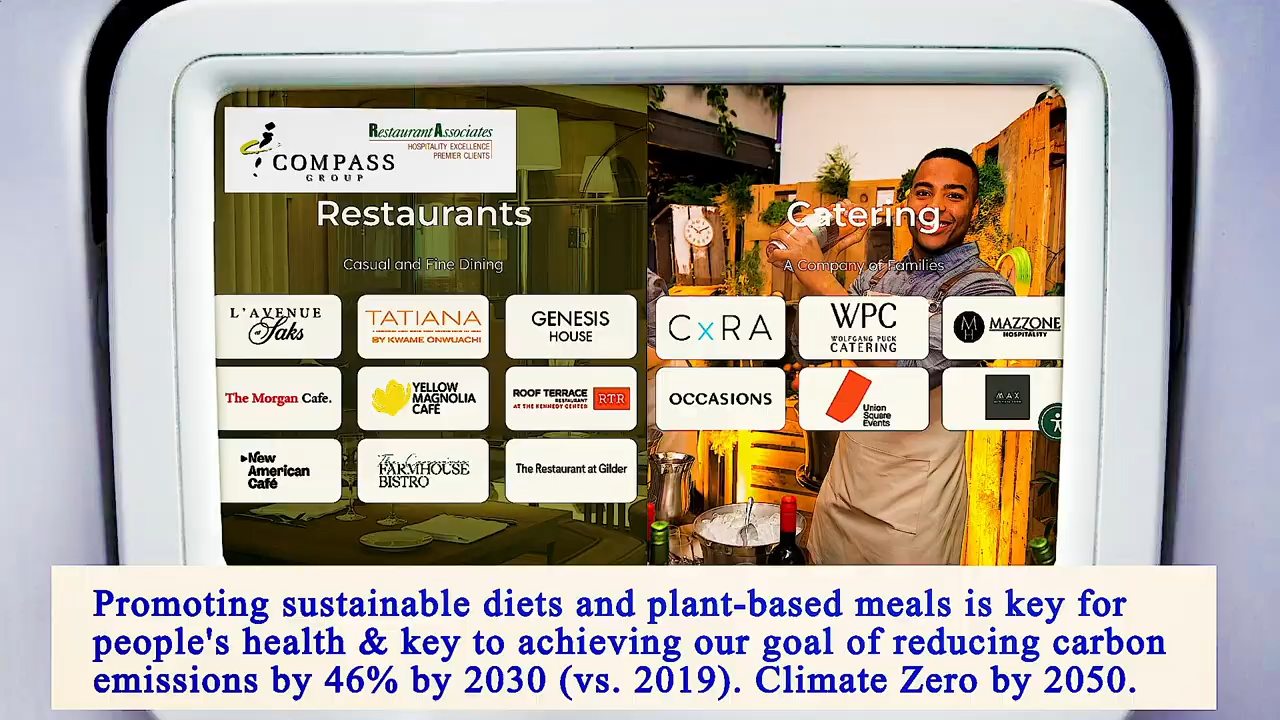 COMPASS
GROUP
Restaurant Associates
HOSPITALITY EXCELLENCE
PREMIER CLIENTS
Restaurants
Casual and Fine Dining
L'AVENUE
at Saks
TATIANA
BY KWAME ONWUACHI
GENESIS
HOUSE
The Morgan Cafe.
YELLOW
MAGNOLIA
CAFÉ
ROOF TERRACE
RESTAURANT
AT THE KENNEDY CENTER
RTR
New
American
Café
FARMHOUSE
BISTRO
The Restaurant at Gilder
Catering
A Company of Families
CxRA
WPC
WOLFGANG PUCK
CATERING
MH
MAZZONE
HOSPITALITY
OCCASIONS
Union
Square
Events
MAX
Promoting sustainable diets and plant-based meals is key for
people's health & key to achieving our goal of reducing carbon
emissions by 46% by 2030 (vs. 2019). Climate Zero by 2050.